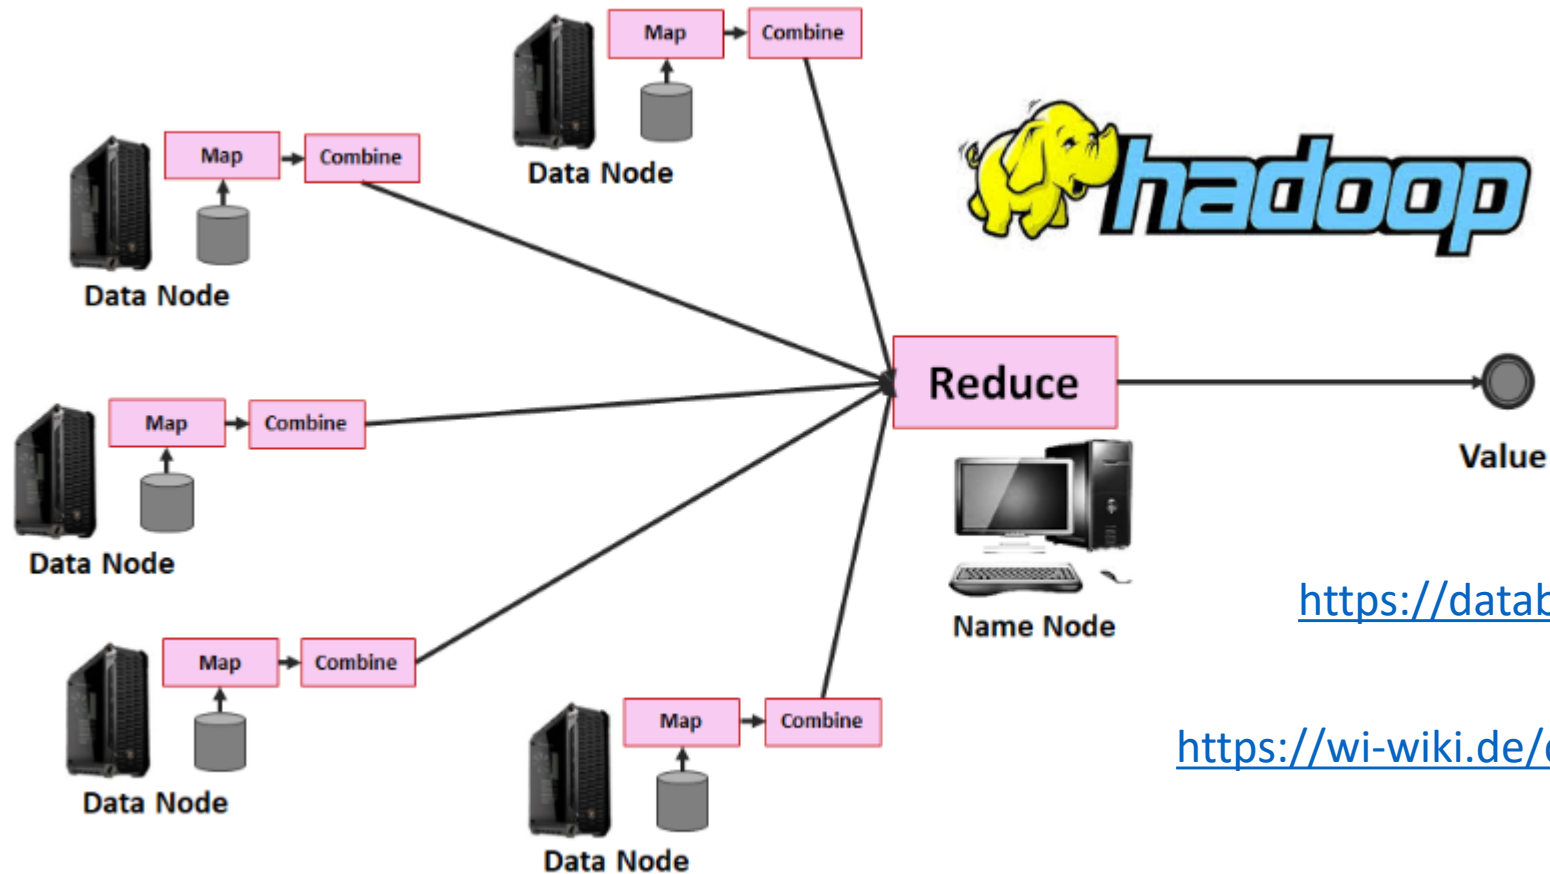 Map
Combine
Data Node
Map
Combine
Data Node
hadoop
Map
Combine
Data Node
Reduce
Value
Name Node
Map
Combine
Data Node
Map
Combine
Data Node
https://datab
https://wi-wiki.de/